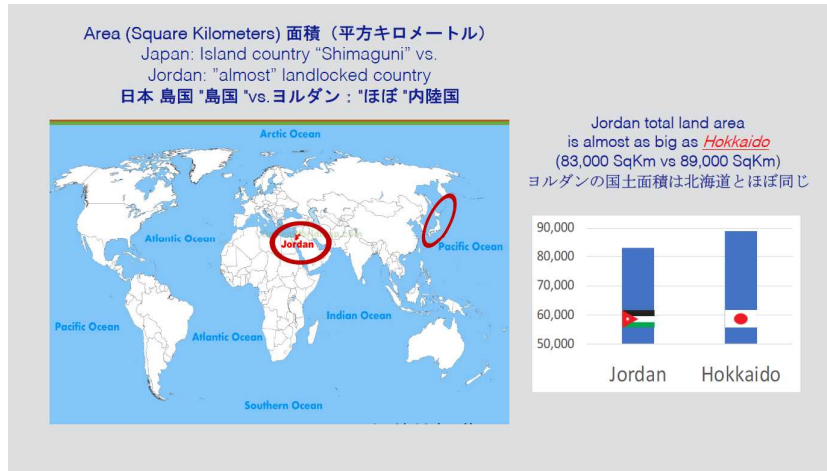 Area (Square Kilometers) 面積（平方キロメートル）
Japan: Island country “Shimaguni” vs.
Jordan: ”almost” landlocked country
日本 島国 "島国 "vs.ヨルダン："ほぼ "内陸国
Arctic Ocean
Atlantic Ocean
Jordan
Pacific Ocean
Indian Ocean
Pacific Ocean
Atlantic Ocean
Southern Ocean
Jordan total land area
is almost as big as Hokkaido
(83,000 SqKm vs 89,000 SqKm)
ヨルダンの国土面積は北海道とほぼ同じ
90,000
80,000
70,000
60,000
50,000
Jordan
Hokkaido